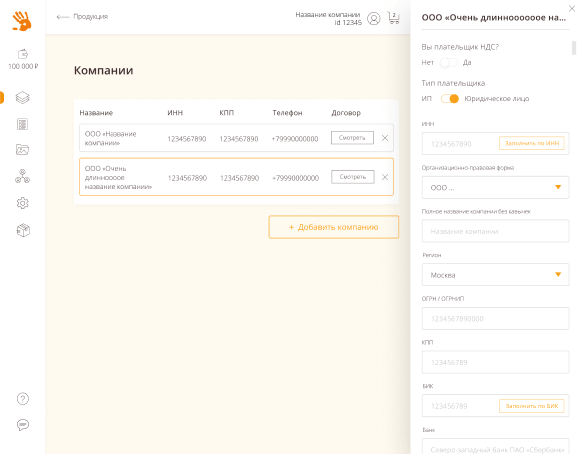 Продукция
Название компании
id 12345
2
100 000 ₽
Компании
Название ИНН КПП Телефон Договор
ООО «Название
компании»
1234567890 1234567890 +79990000000 Смотреть
ООО «Очень
длинноооое
название компании»
1234567890 1234567890 +79990000000 Смотреть
+ Добавить компанию
ООО «Очень длиннооооое на...
Вы плательщик НДС?
Нет Да
Тип плательщика
ИП Юридическое лицо
ИНН
1234567890 Заполнить по ИНН
Организационно-правовая форма
ООО ...
Полное название компании без кавычек
Название компании
Регион
Москва
ОГРН / ОГРНИП
1234567890000
КПП
123456789
БИК
123456789 Заполнить по БИК
Банк
Северо-западный банк ПАО «Сбербанк»